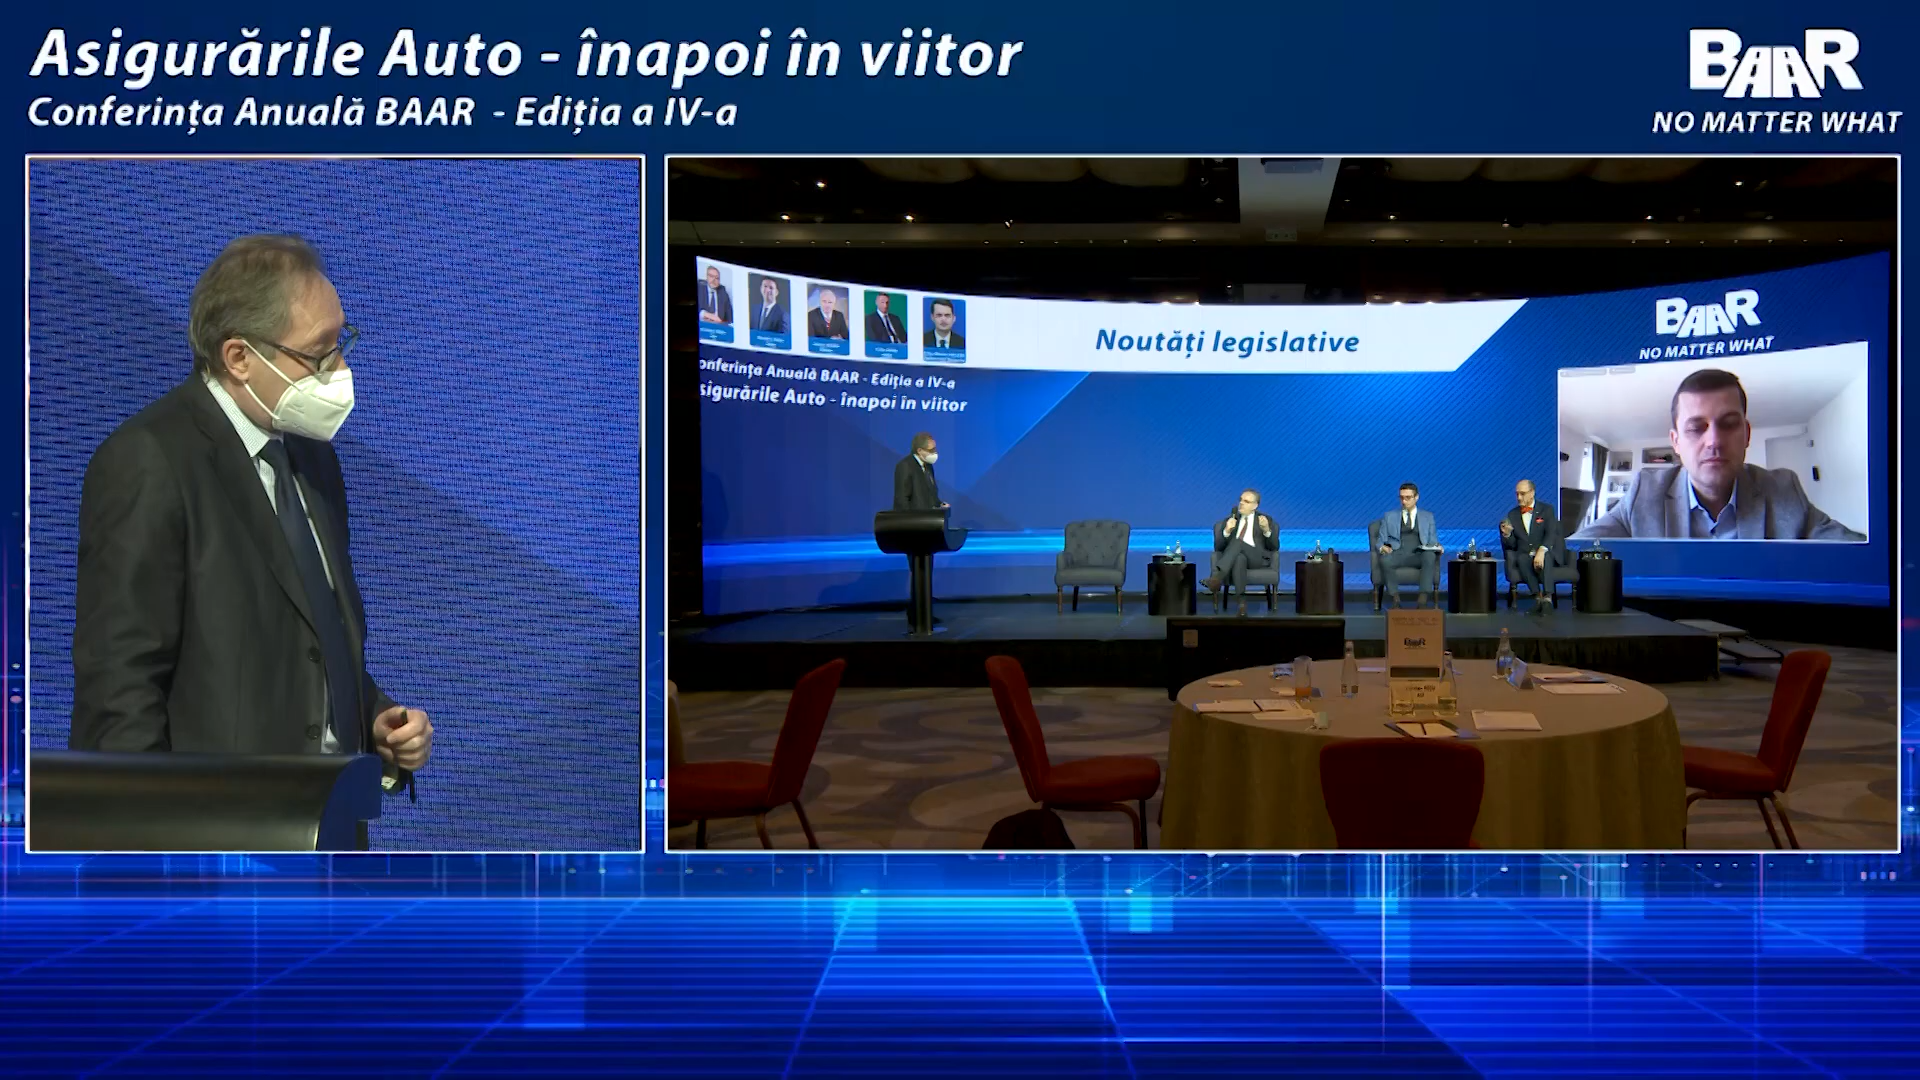 Asigurările Auto - înapoi în viitor
Conferința Anuală BAAR - Ediția a IV-a
BAAR
NO MATTER WHAT
Noutăți legislative
BAAR
NO MATTER WHAT
onferința Anuală BAAR - Ediția a IV-a
sigurările Auto - înapoi în viitor
BAAR